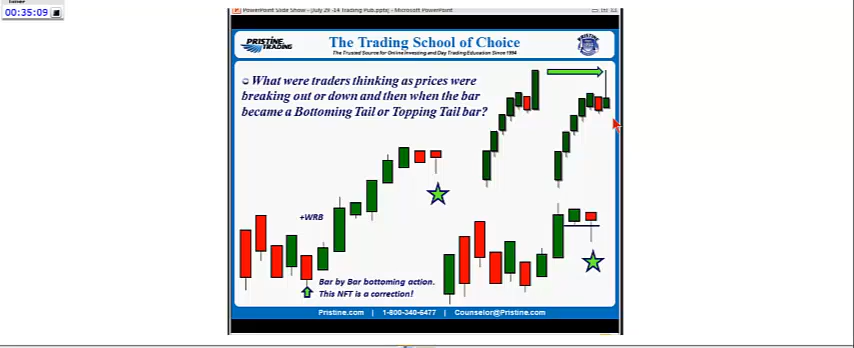 00:35:09
PowerPoint Slide Show - [July 29 -14 Trading Pub.pptx] - Microsoft PowerPoint
PRISTINE
TRADING
The Trading School of Choice
The Trusted Source for Online Investing and Day Trading Education Since 1994
What were traders thinking as prices were
breaking out or down and then when the bar
became a Bottoming Tail or Topping Tail bar?
+WRB
Bar by Bar bottoming action.
This NFT is a correction!
Pristine.com | 1-800-340-6477 | Counselor@Pristine.com